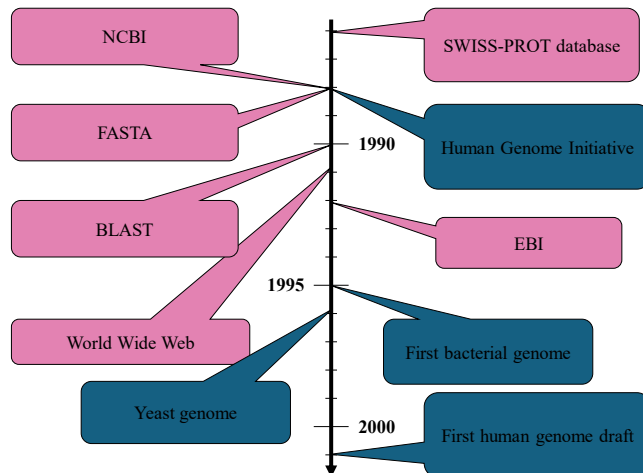 NCBI
SWISS-PROT database
FASTA
Human Genome Initiative
1990
BLAST
EBI
1995
World Wide Web
First bacterial genome
Yeast genome
2000
First human genome draft